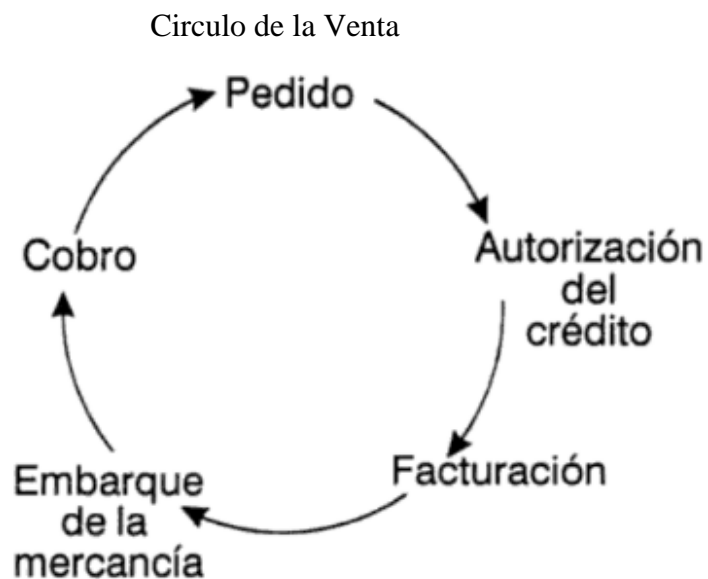 Circulo de la Venta
Pedido
Autorización
del
crédito
Facturación
Embarque
de la
mercancía
Cobro